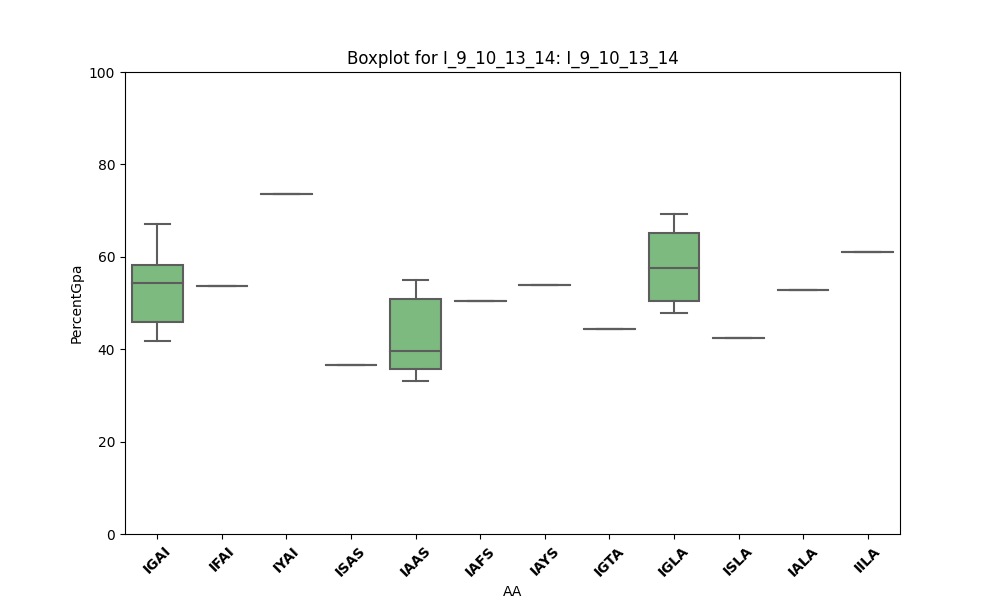 Boxplot for I_9_10_13_14: I_9_10_13_14
100
80
60
40
20
0
PercentGpa
IGAI
IFAI
IYAI
ISAS
IAAS
IAFS
IAYS
IGTA
IGLA
ISLA
IALA
IILA
AA